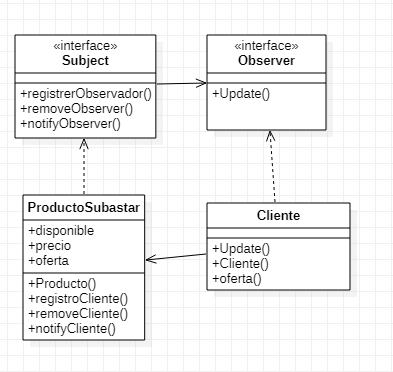 «interface»
Subject
+registrerObservador()
+removeObserver()
+notifyObserver()
«interface»
Observer
+Update()
ProductoSubastar
+disponible
+precio
+oferta
+Producto()
+registroCliente()
+removeCliente()
+notifyCliente()
Cliente
+Update()
+Cliente()
+oferta()